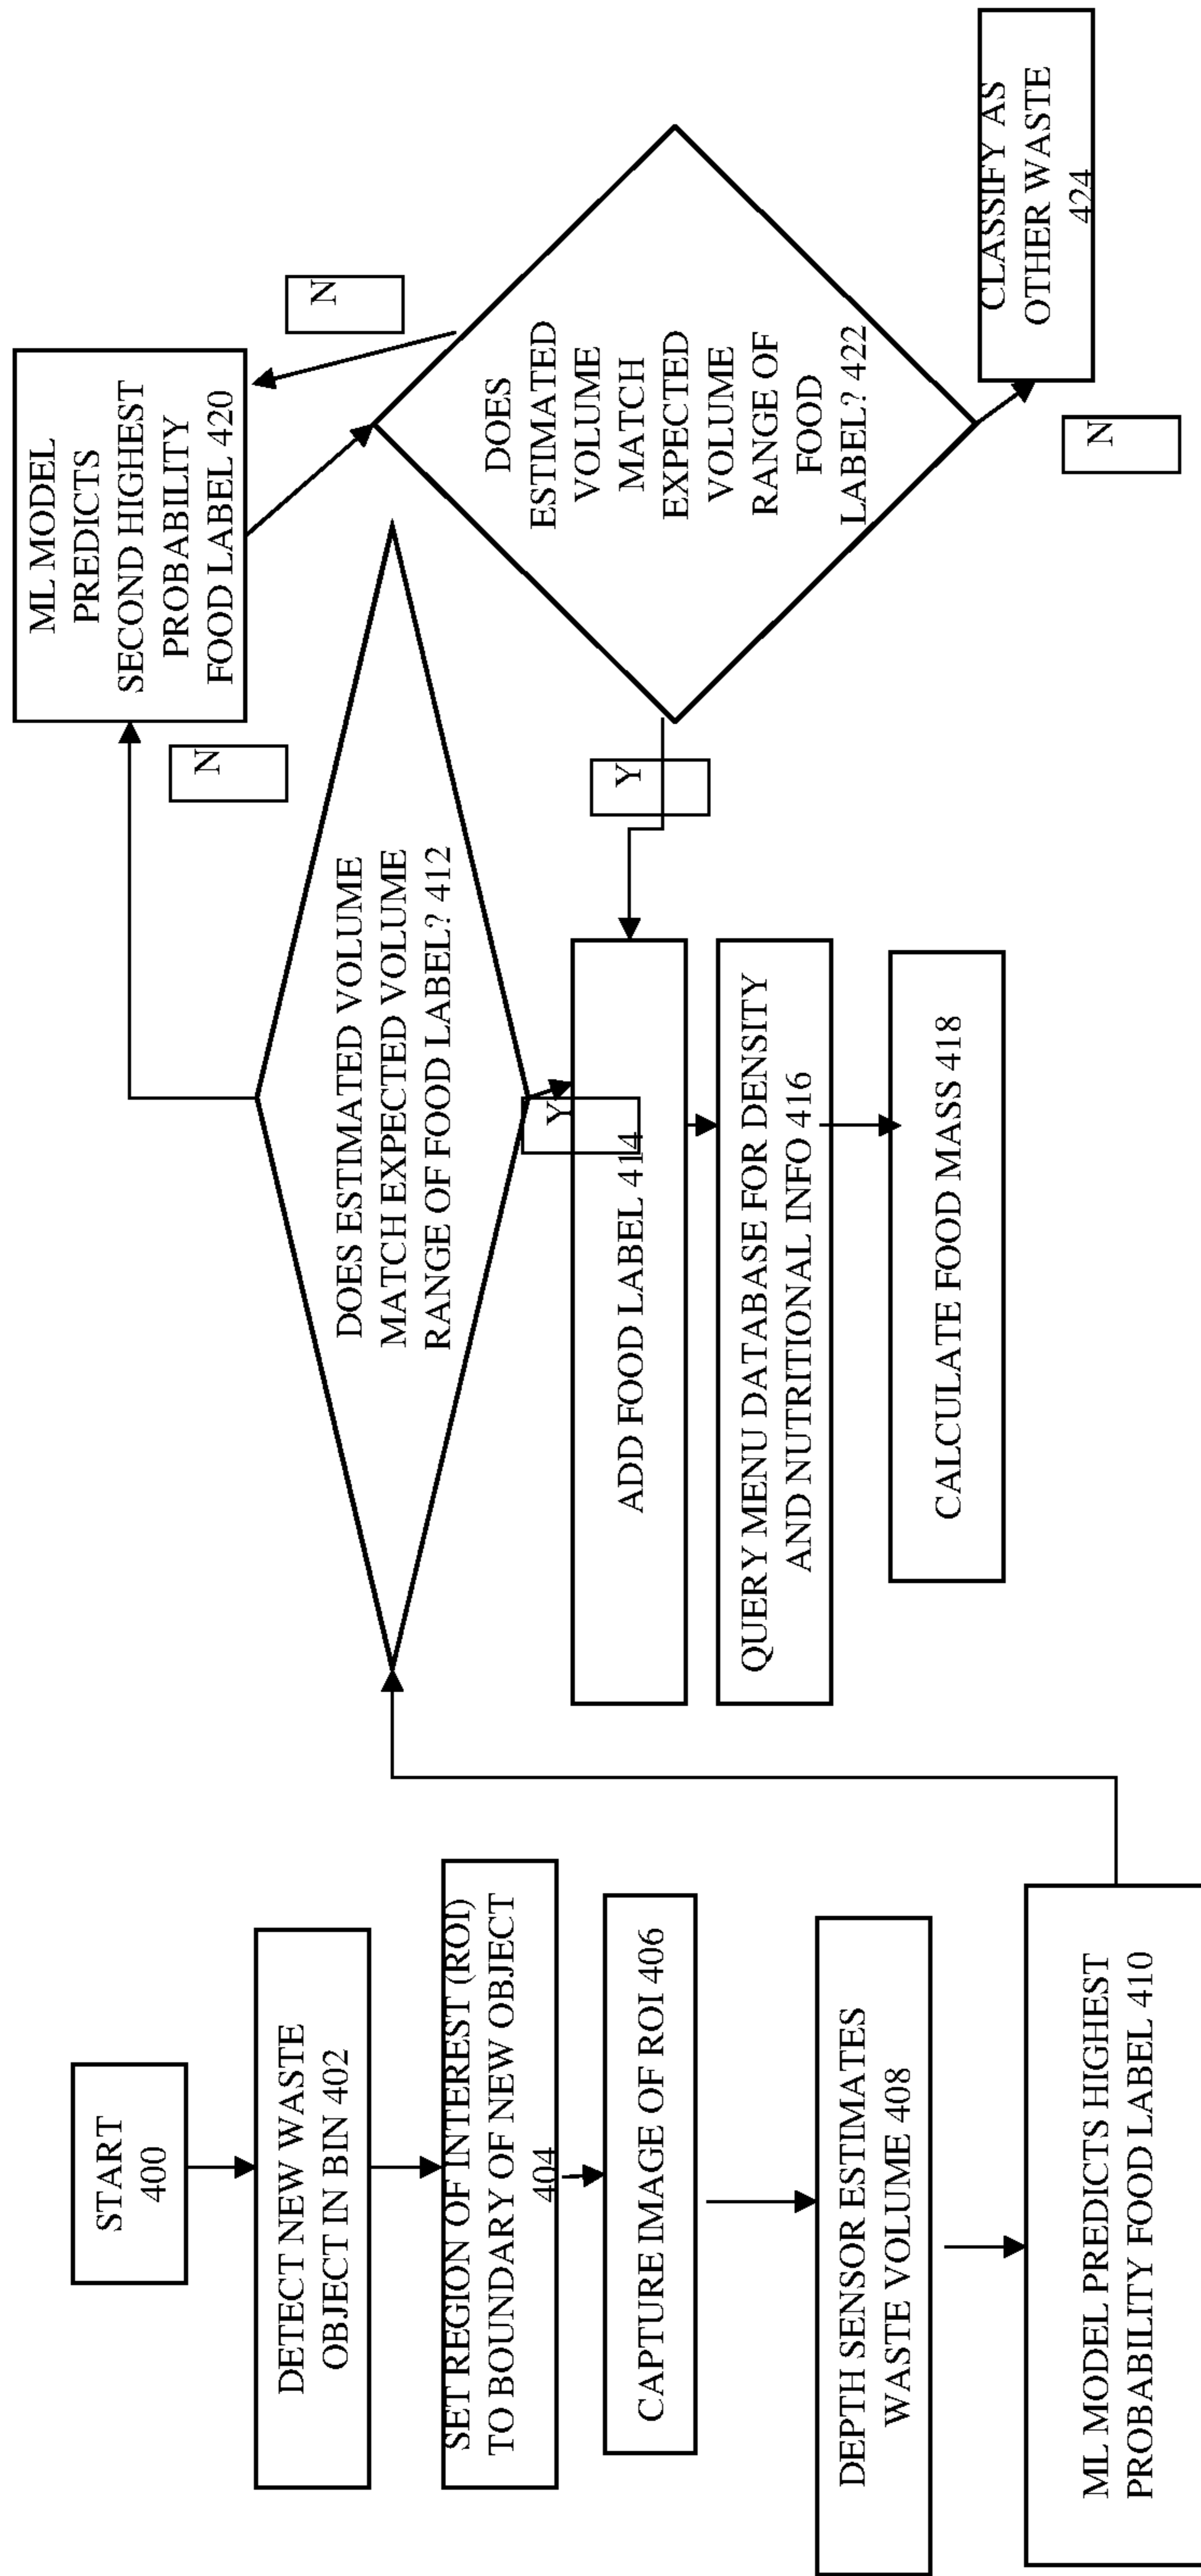 START
400
DETECT NEW WASTE
OBJECT IN BIN 402
SET REGION OF INTEREST (ROI)
TO BOUNDARY OF NEW OBJECT
404
CAPTURE IMAGE OF ROI 406
DEPTH SENSOR ESTIMATES
WASTE VOLUME 408
ML MODEL PREDICTS HIGHEST
PROBABILITY FOOD LABEL 410
DOES ESTIMATED VOLUME
MATCH EXPECTED VOLUME
RANGE OF FOOD LABEL? 412
Y
N
ADD FOOD LABEL 414
QUERY MENU DATABASE FOR DENSITY
AND NUTRITIONAL INFO 416
CALCULATE FOOD MASS 418
ML MODEL
PREDICTS
SECOND HIGHEST
PROBABILITY
FOOD LABEL 420
N
DOES
ESTIMATED
VOLUME
MATCH
EXPECTED
VOLUME
RANGE OF
FOOD
LABEL? 422
Y
N
CLASSIFY AS
OTHER WASTE
424